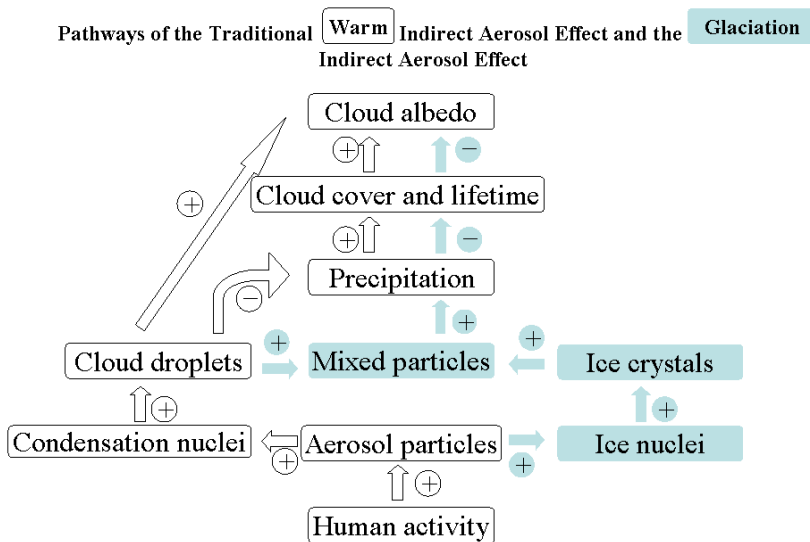 Pathways of the Traditional Warm Indirect Aerosol Effect and the Glaciation
Indirect Aerosol Effect
Cloud albedo
+
−
+
Cloud cover and lifetime
+
−
Precipitation
−
+
+
+
Cloud droplets
Mixed particles
Ice crystals
+
+
Condensation nuclei
Aerosol particles
Ice nuclei
+
+
+
Human activity